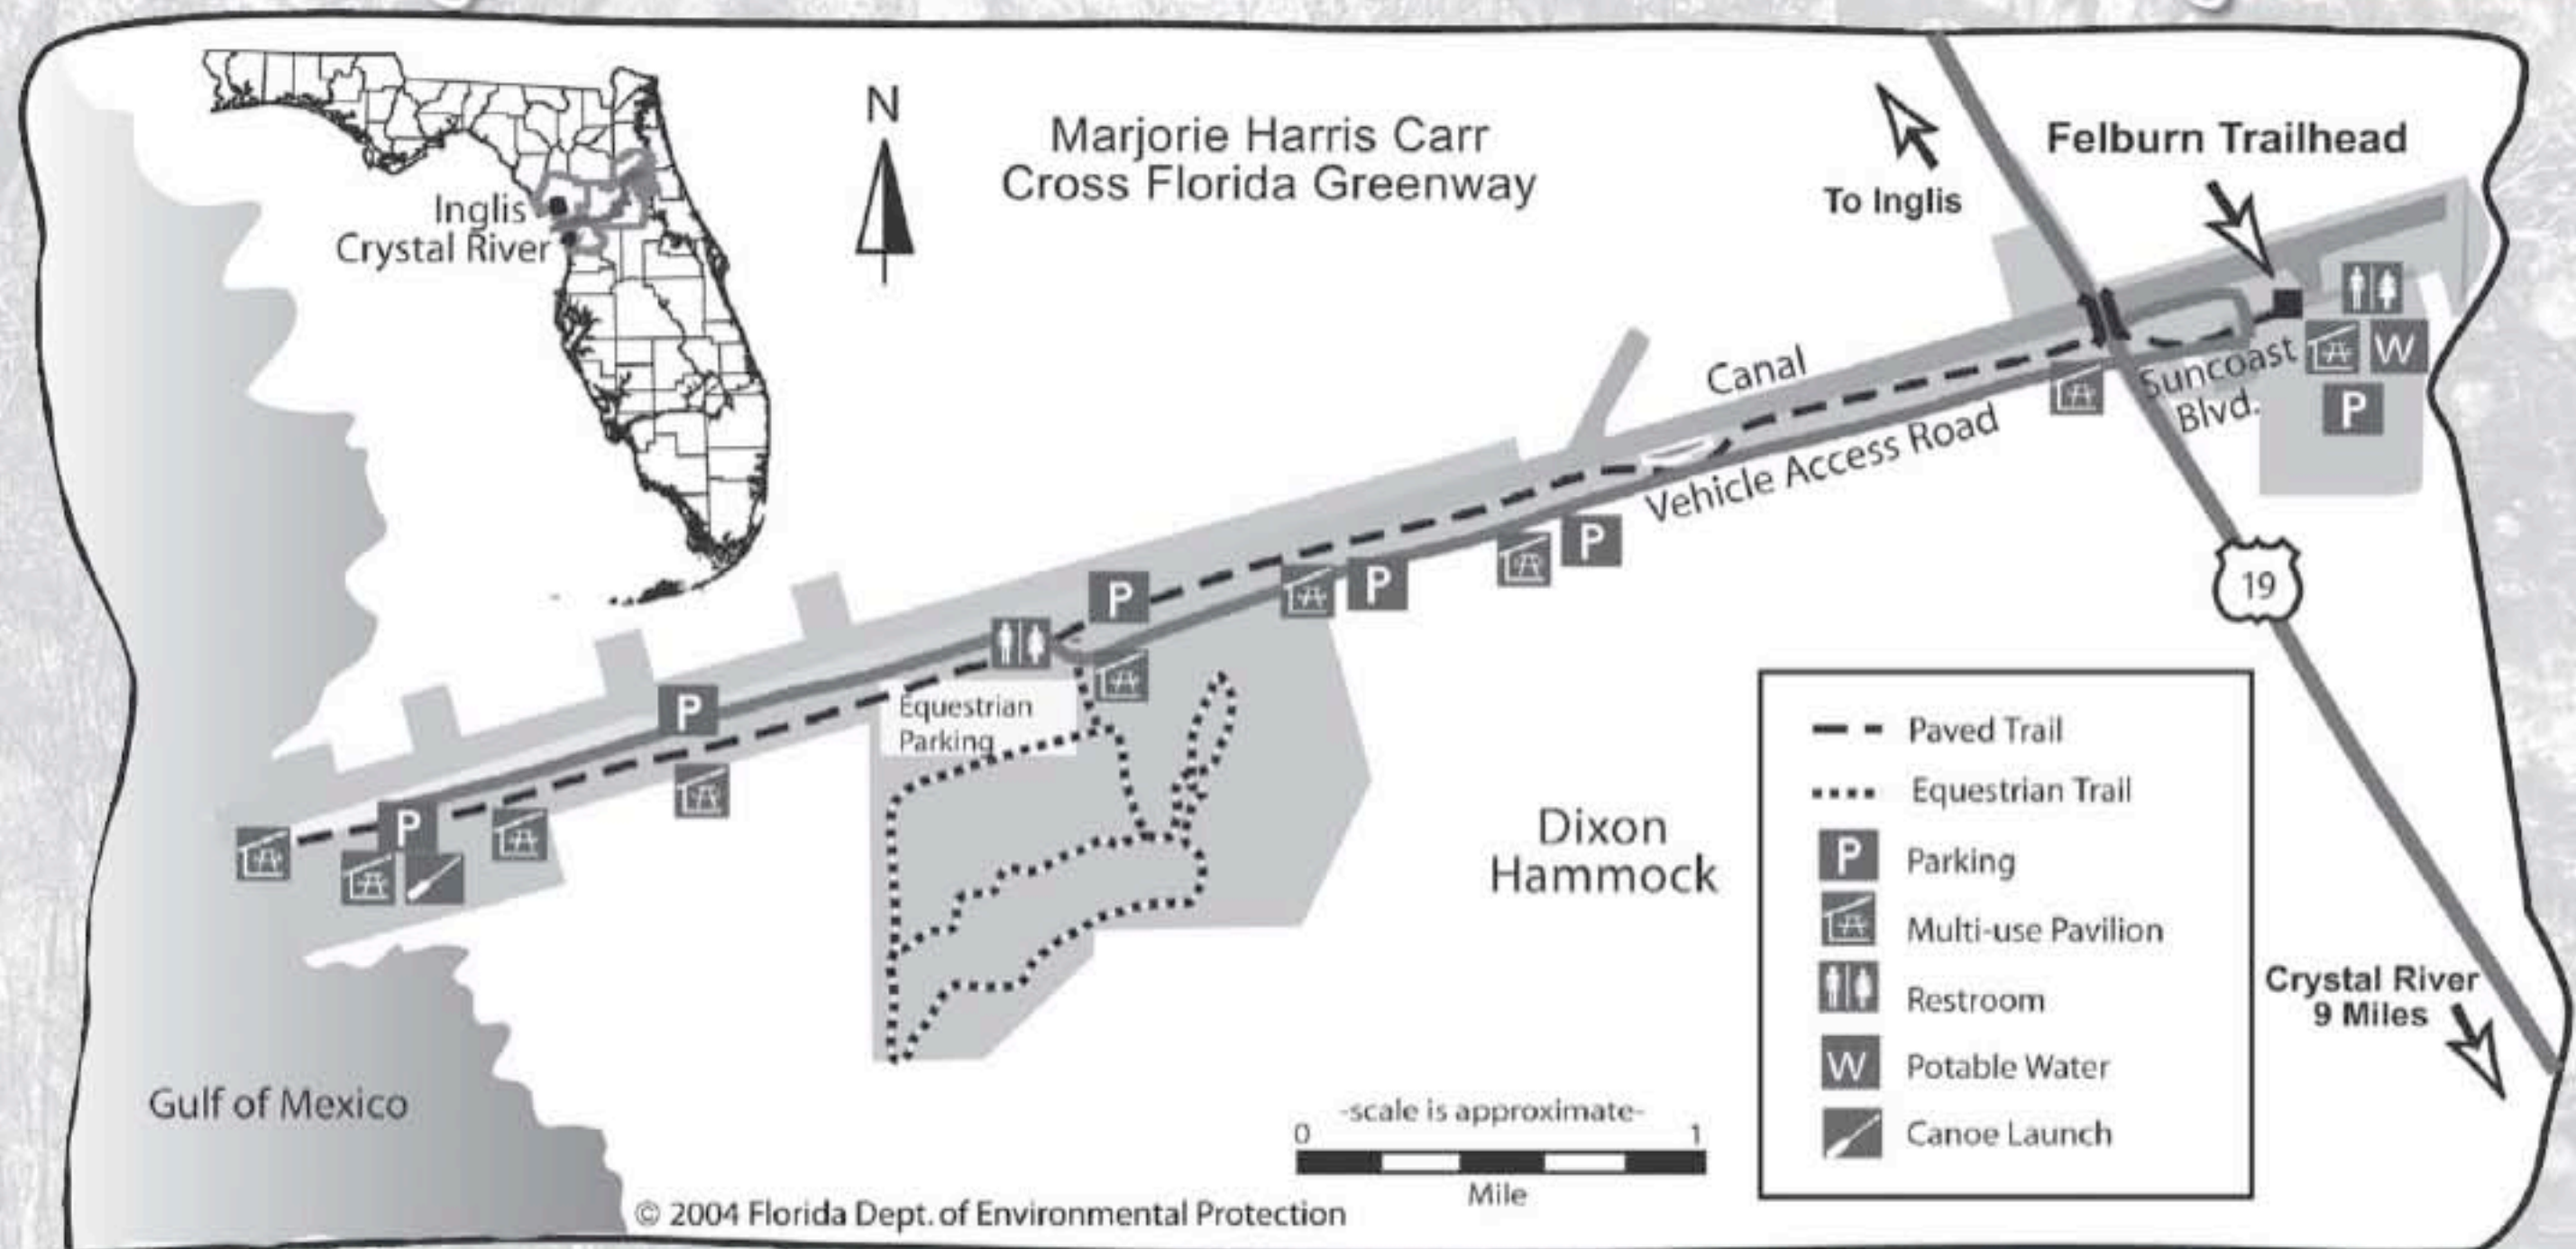 Marjorie Harris Carr
Cross Florida Greenway
N
Inglis
Crystal River
To Inglis
Felburn Trailhead
Canal
Vehicle Access Road
Suncoast
Blvd.
W
P
P
P
P
P
P
P
Equestrian
Parking
19
Dixon
Hammock
Paved Trail
Equestrian Trail
P Parking
Multi-use Pavilion
Restroom
W Potable Water
Canoe Launch
Crystal River
9 Miles
Gulf of Mexico
-scale is approximate-
0 1
Mile
© 2004 Florida Dept. of Environmental Protection